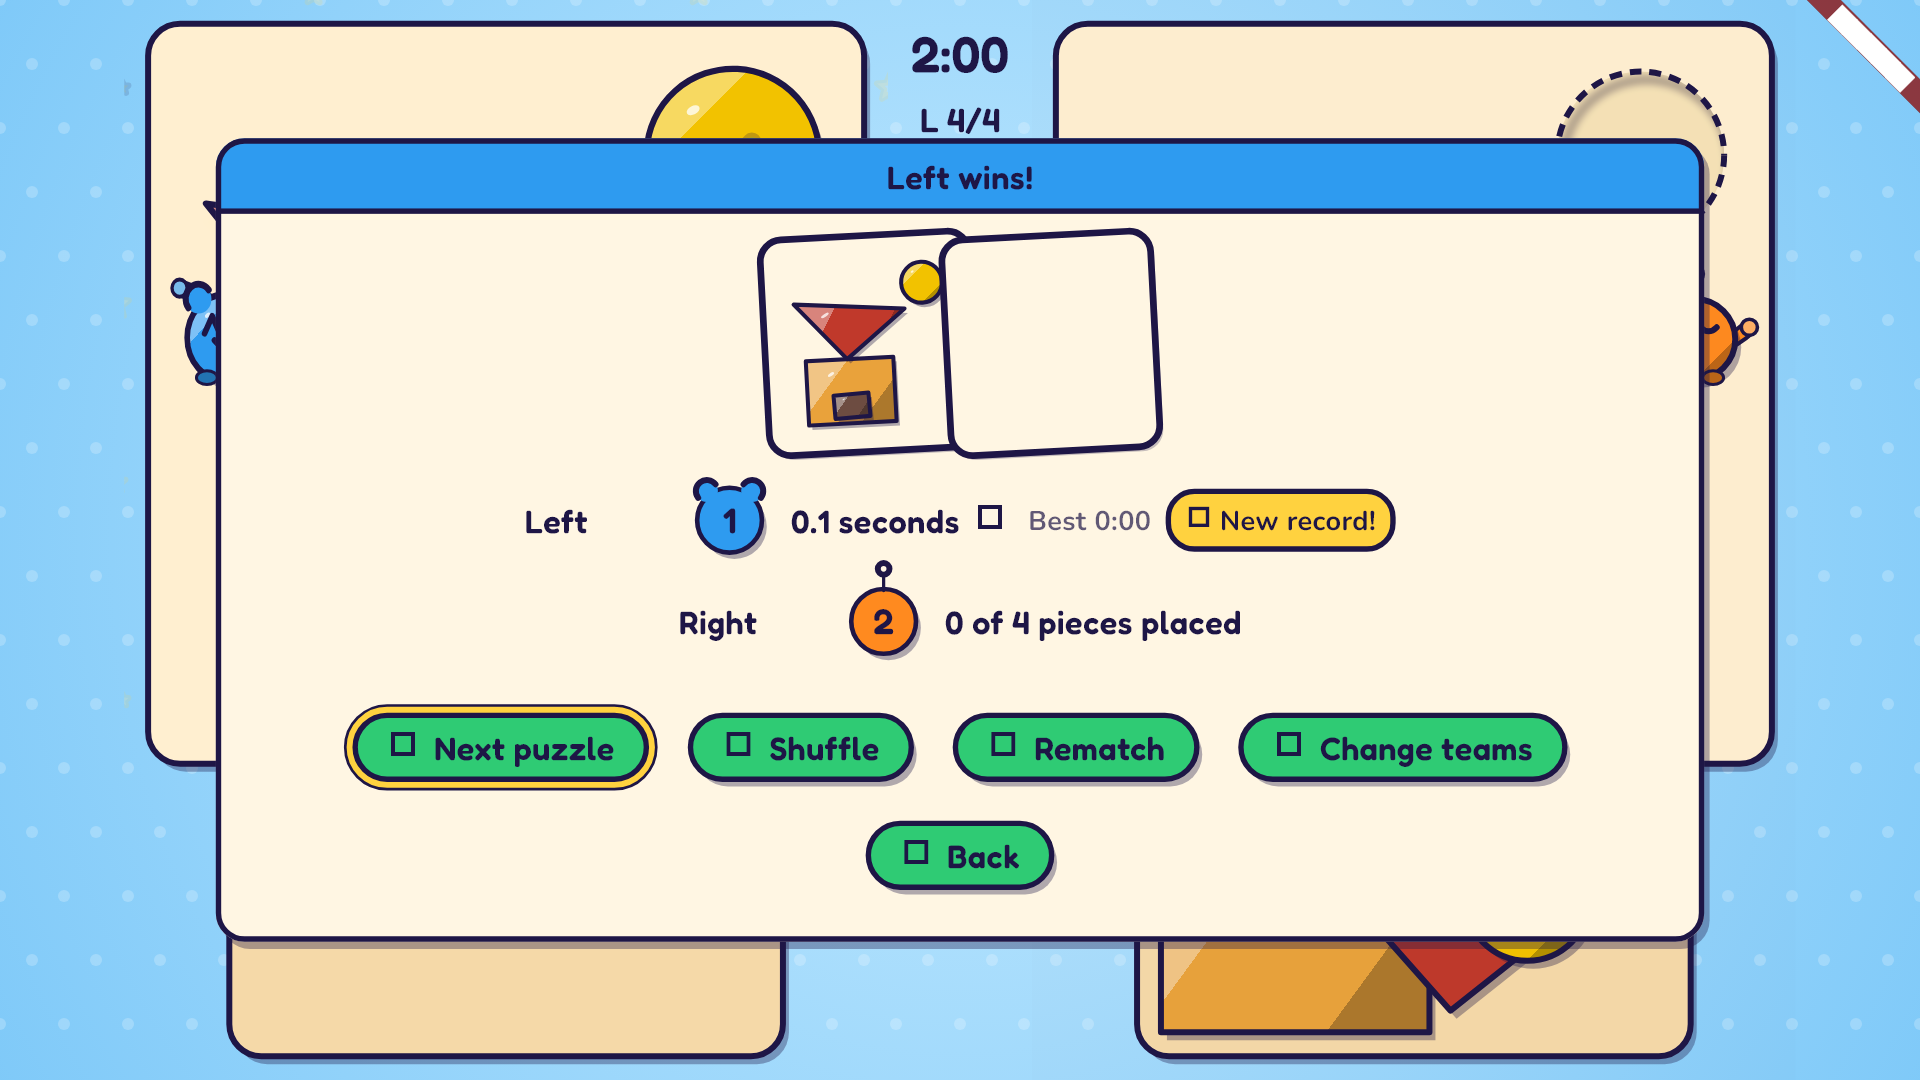 2:00
L 4/4
Left wins!
Left 1 0.1 seconds Best 0:00 New record!
Right 2 0 of 4 pieces placed
Next puzzle Shuffle Rematch Change teams
Back